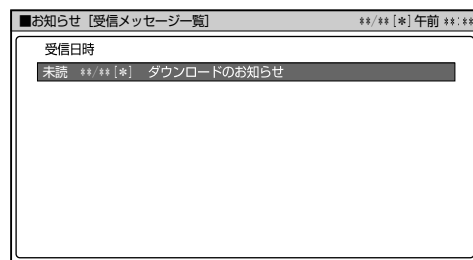 ■お知らせ［受信メッセージ一覧］ **/** [*] 午前 **:**
受信日時
未読 **/** [*] ダウンロードのお知らせ